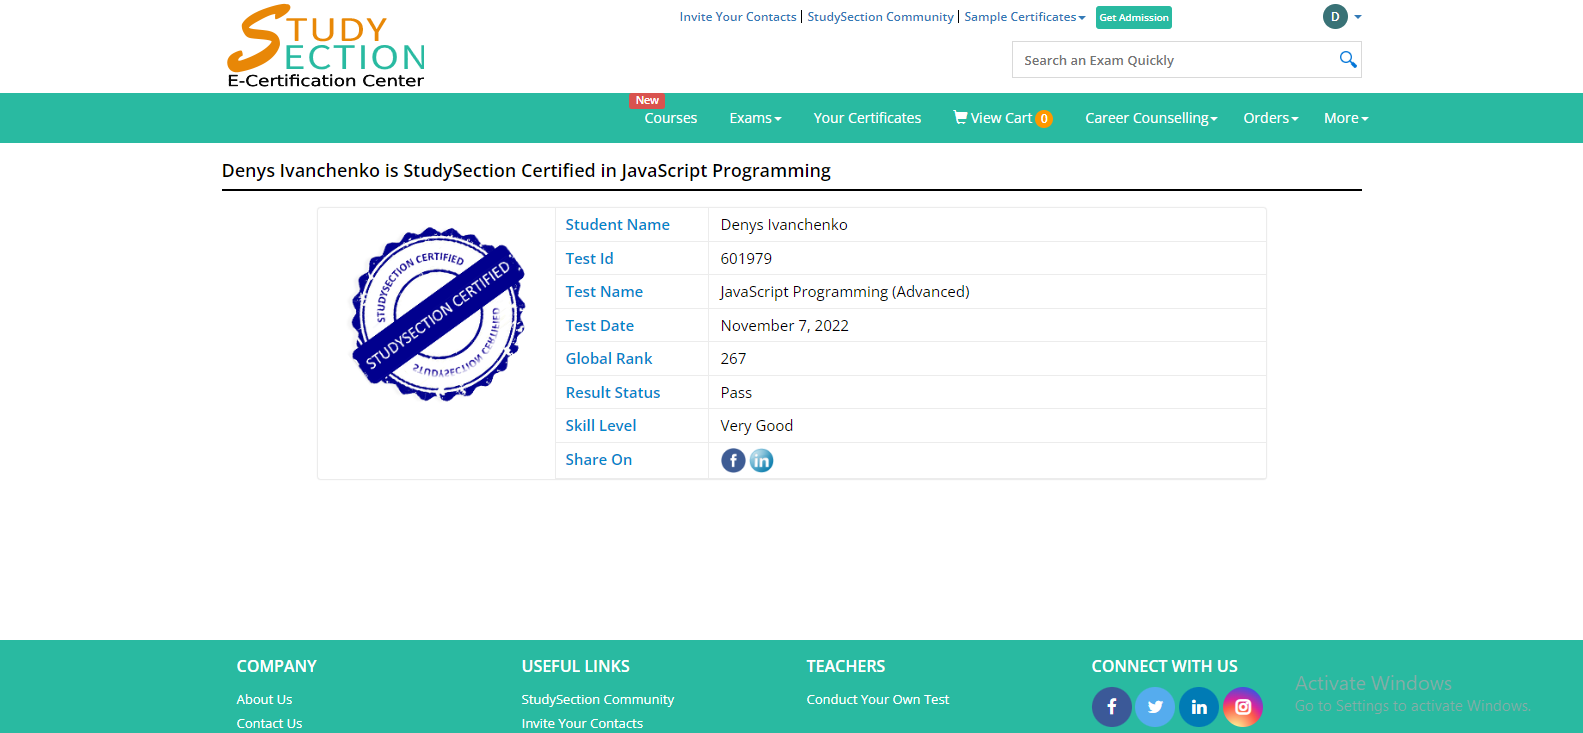 STUDY
SECTION
E-Certification Center
Invite Your Contacts | StudySection Community | Sample Certificates Get Admission D
Search an Exam Quickly
New
Courses Exams Your Certificates View Cart 0 Career Counselling Orders More
Denys Ivanchenko is StudySection Certified in JavaScript Programming
STUDYSECTION CERTIFIED
STUDYSECTION CERTIFIED
STUDYSECTION CERTIFIED
Student Name Denys Ivanchenko
Test Id 601979
Test Name JavaScript Programming (Advanced)
Test Date November 7, 2022
Global Rank 267
Result Status Pass
Skill Level Very Good
Share On f in
COMPANY USEFUL LINKS TEACHERS CONNECT WITH US
About Us StudySection Community Conduct Your Own Test f in
Contact Us Invite Your Contacts
Activate Windows
Go to Settings to activate Windows.